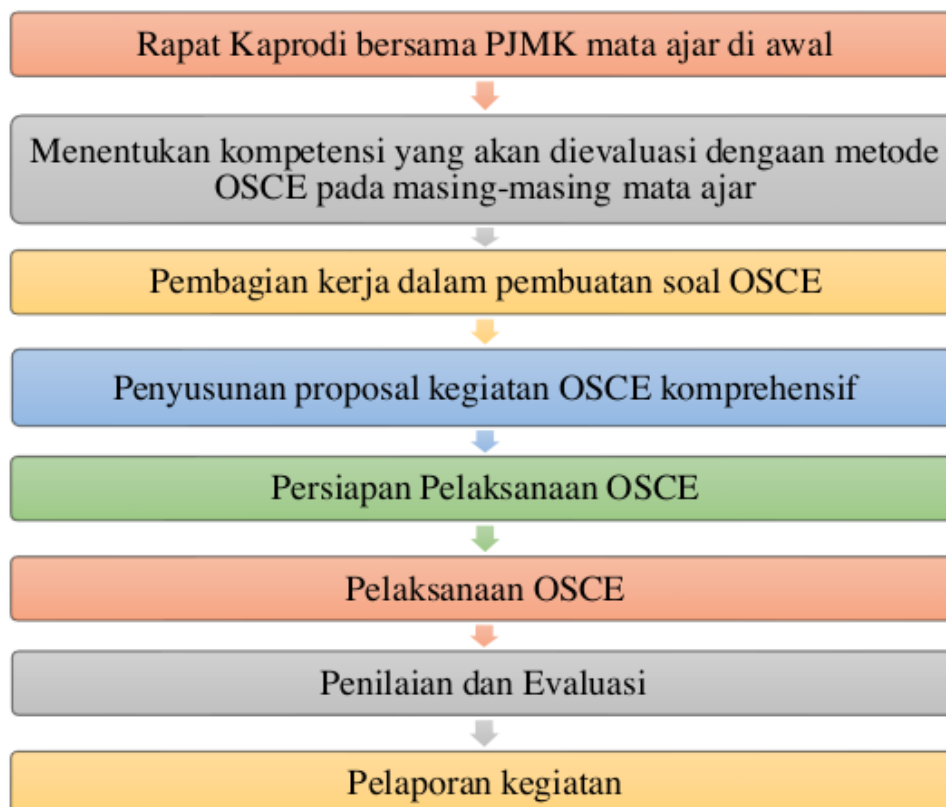 Rapat Kaprodi bersama PJMK mata ajar di awal
Menentukan kompetensi yang akan dievaluasi dengaan metode
OSCE pada masing-masing mata ajar
Pembagian kerja dalam pembuatan soal OSCE
Penyusunan proposal kegiatan OSCE komprehensif
Persiapan Pelaksanaan OSCE
Pelaksanaan OSCE
Penilaian dan Evaluasi
Pelaporan kegiatan